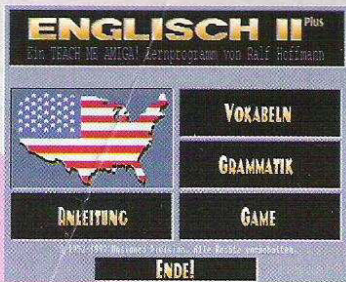 ENGLISCH II Plus
Ein TEACH ME AMIGA! Lernprogramm von Ralf Hoffmann
VOKABELN
GRAMMATIK
ANLEITUNG
GAME
Alle Rechte vorbehalten
ENDE!